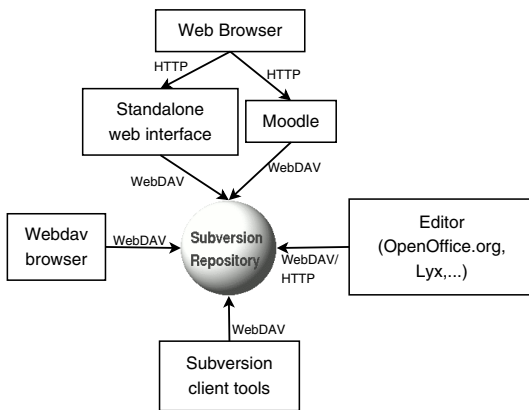 Web Browser
HTTP
HTTP
Standalone
web interface
Moodle
WebDAV
WebDAV
Webdav
browser
WebDAV
Subversion
Repository
WebDAV/
HTTP
Editor
(OpenOffice.org,
Lyx,...)
WebDAV
Subversion
client tools